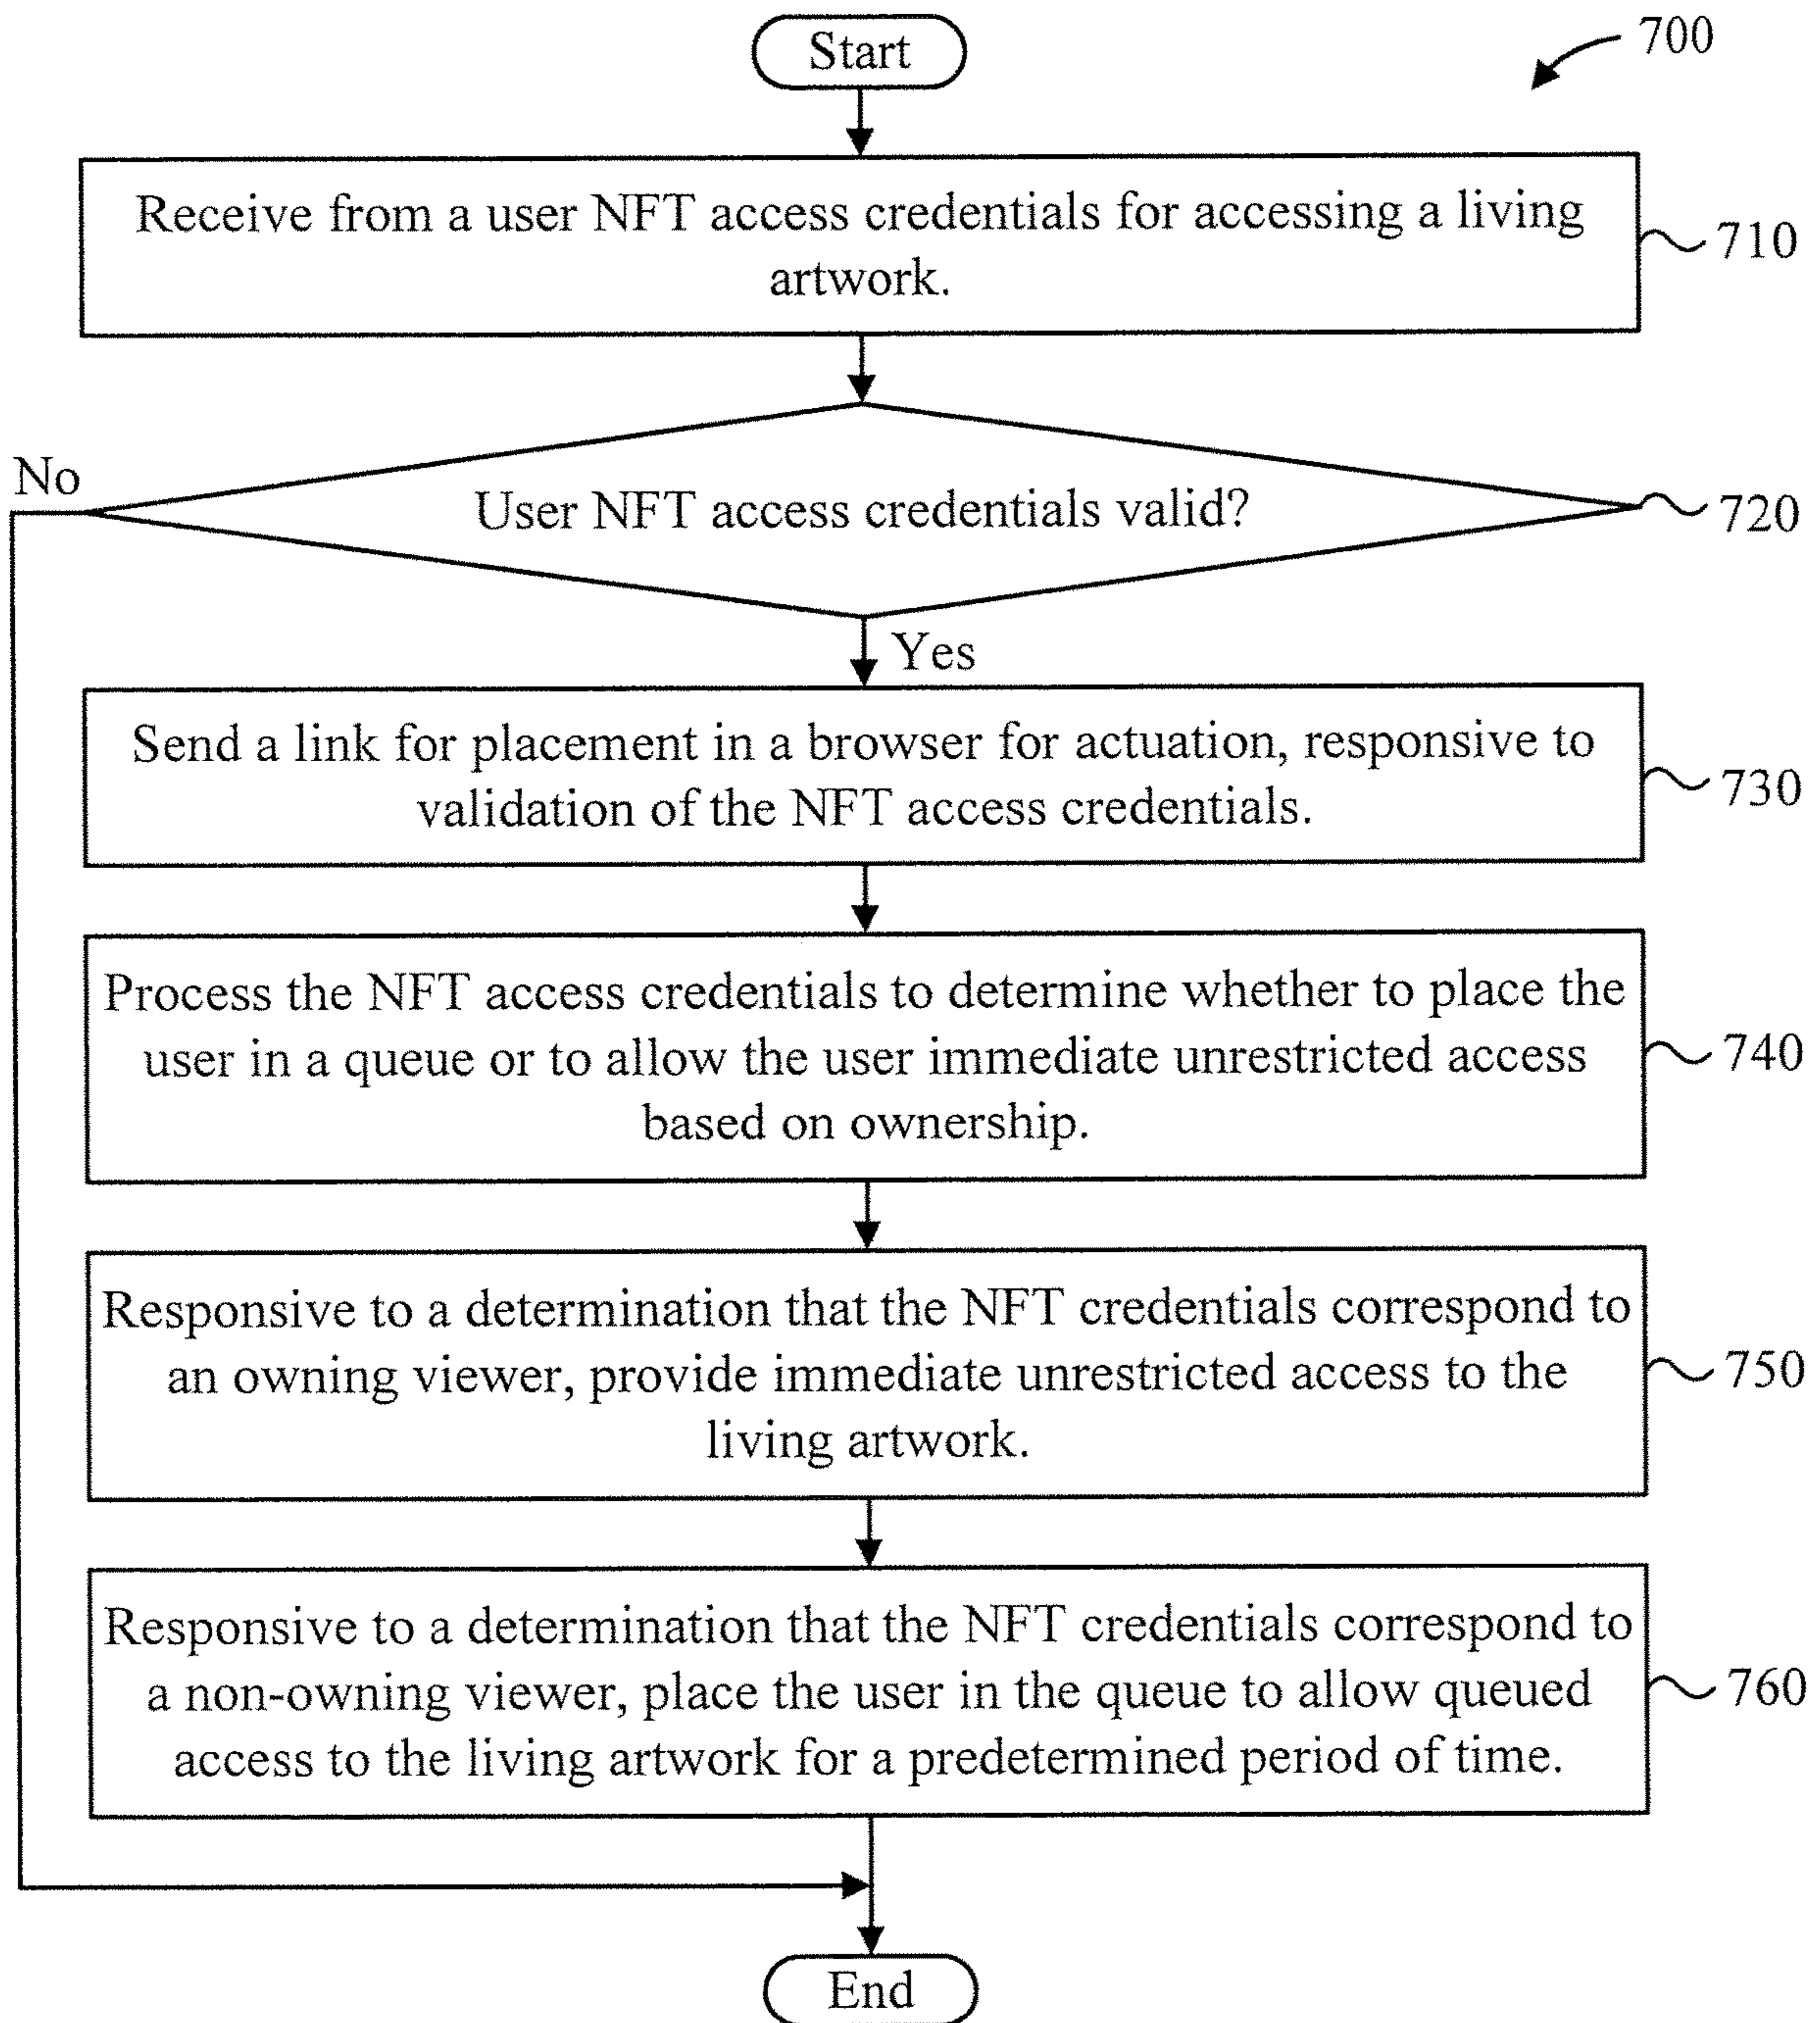 Start
700
Receive from a user NFT access credentials for accessing a living
artwork.
710
No
User NFT access credentials valid?
720
Yes
Send a link for placement in a browser for actuation, responsive to
validation of the NFT access credentials.
730
Process the NFT access credentials to determine whether to place the
user in a queue or to allow the user immediate unrestricted access
based on ownership.
740
Responsive to a determination that the NFT credentials correspond to
an owning viewer, provide immediate unrestricted access to the
living artwork.
750
Responsive to a determination that the NFT credentials correspond to
a non-owning viewer, place the user in the queue to allow queued
access to the living artwork for a predetermined period of time.
760
End